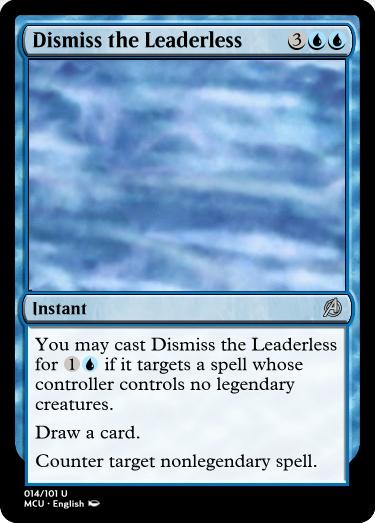 Dismiss the Leaderless 3
Instant
You may cast Dismiss the Leaderless
for 1 if it targets a spell whose
controller controls no legendary
creatures.
Draw a card.
Counter target nonlegendary spell.
014/101 U
MCU · English